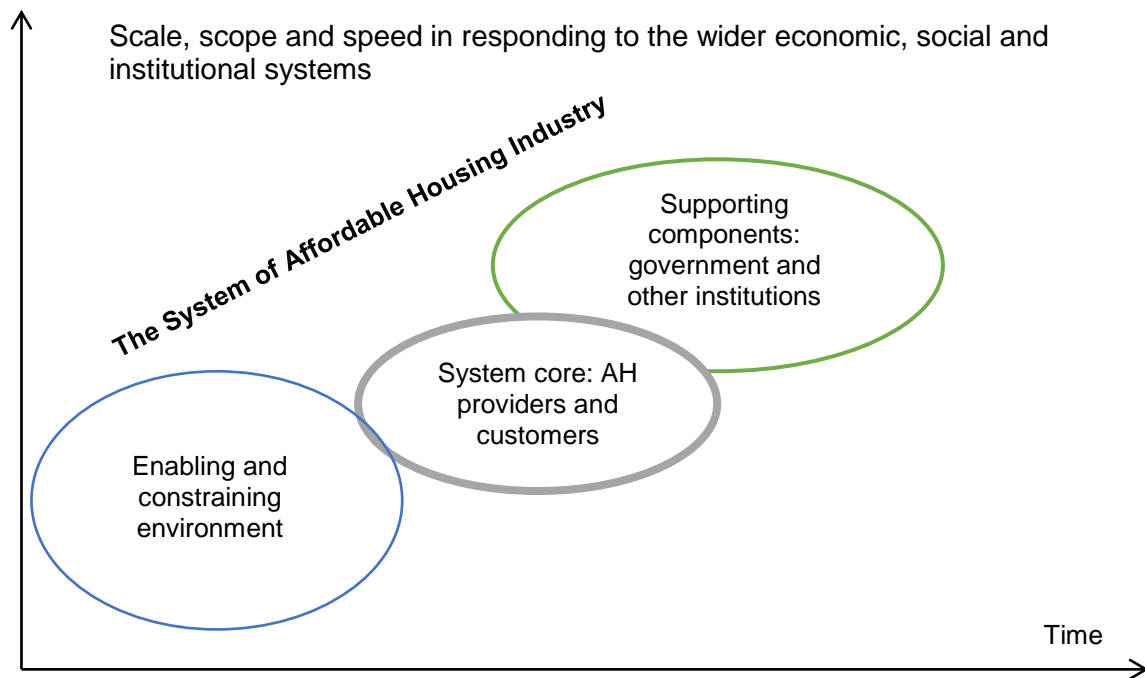 Scale, scope and speed in responding to the wider economic, social and
institutional systems
The System of Affordable Housing Industry
Supporting
components:
government and
other institutions
System core: AH
providers and
customers
Enabling and
constraining
environment
Time